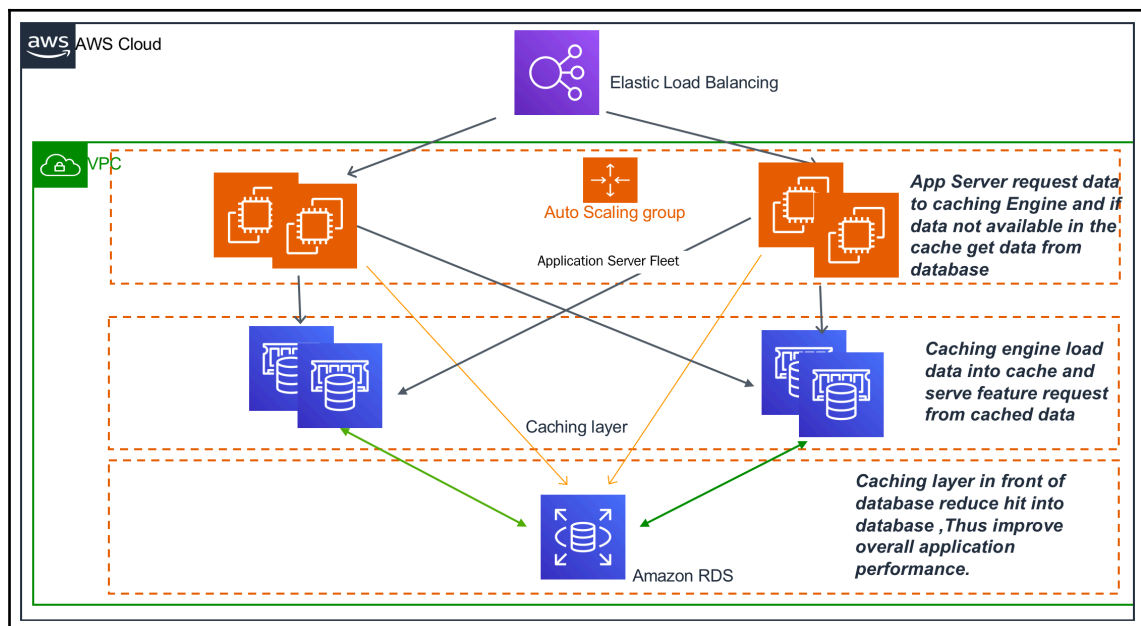 aws
AWS Cloud
Elastic Load Balancing
VPC
Auto Scaling group
App Server request data
to caching Engine and if
data not available in the
cache get data from
database
Application Server Fleet
Caching engine load
data into cache and
serve feature request
from cached data
Caching layer
Caching layer in front of
database reduce hit into
database ,Thus improve
overall application
performance.
Amazon RDS